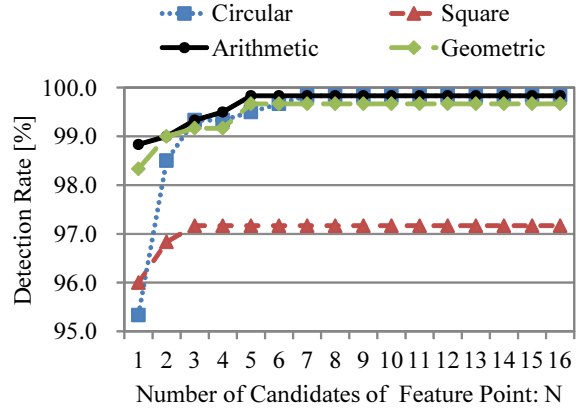 Circular Square
Arithmetic Geometric
100.0
99.0
98.0
97.0
96.0
95.0
Detection Rate [%]
1 2 3 4 5 6 7 8 9 10 11 12 13 14 15 16
Number of Candidates of Feature Point: N